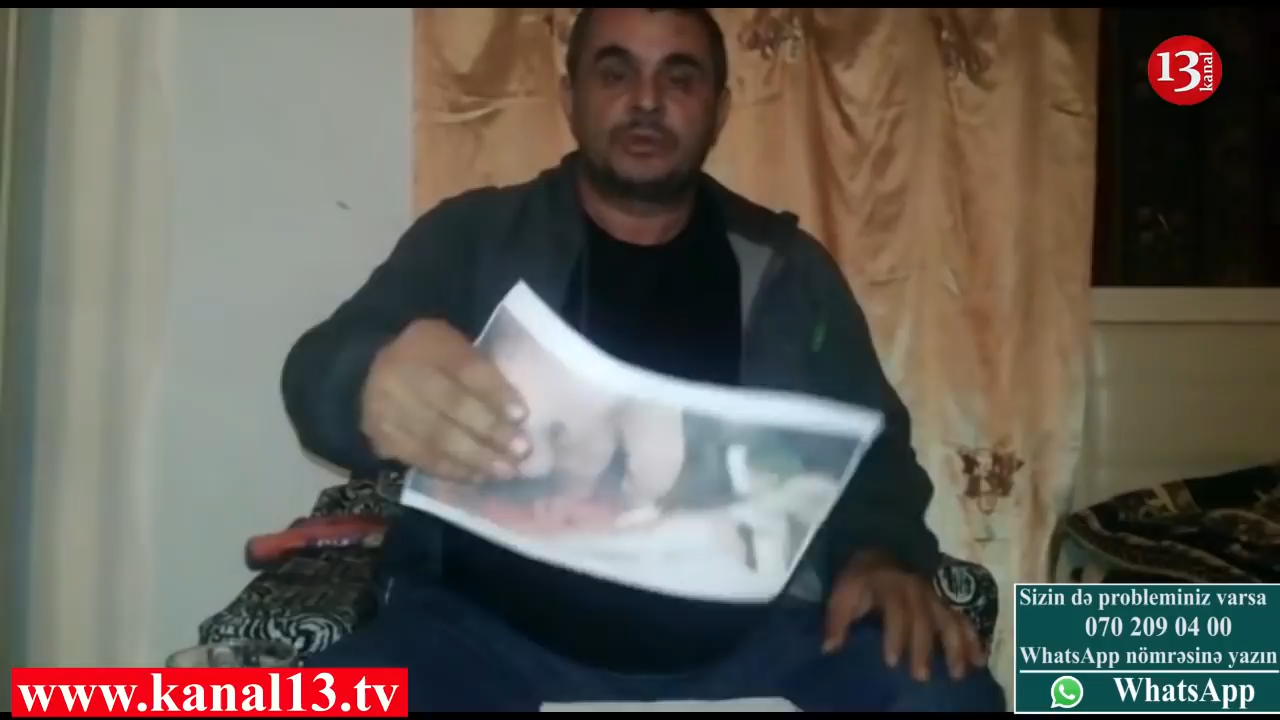 13
kanal
Sizin də probleminiz varsa
070 209 04 00
WhatsApp nömrəsinə yazın
WhatsApp
www.kanal13.tv